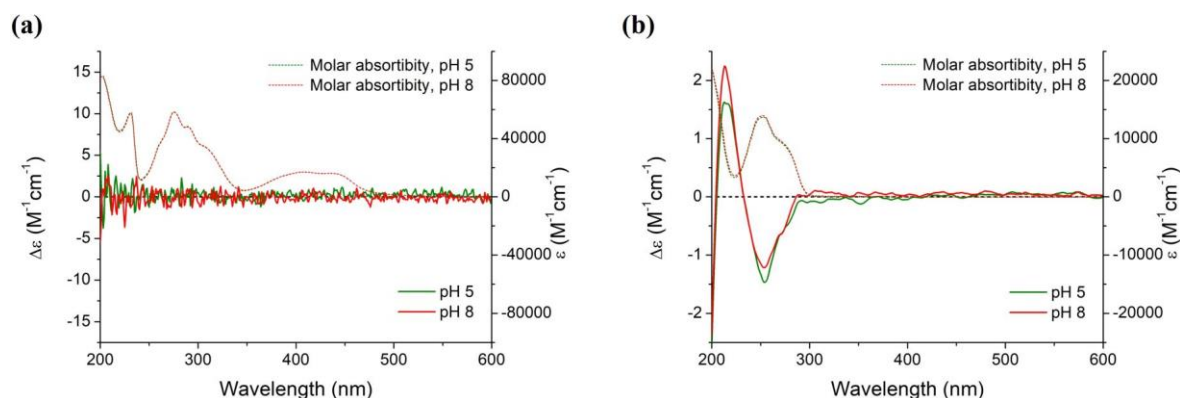 (a)
Molar absortibity, pH 5
Molar absortibity, pH 8
15
10
5
0
-5
-10
-15
80000
40000
0
-40000
-80000
Δε (M⁻¹cm⁻¹)
ε (M⁻¹cm⁻¹)
pH 5
pH 8
200 300 400 500 600
Wavelength (nm)
(b)
Molar absortibity, pH 5
Molar absortibity, pH 8
2
1
0
-1
-2
20000
10000
0
-10000
-20000
Δε (M⁻¹cm⁻¹)
ε (M⁻¹cm⁻¹)
pH 5
pH 8
200 300 400 500 600
Wavelength (nm)